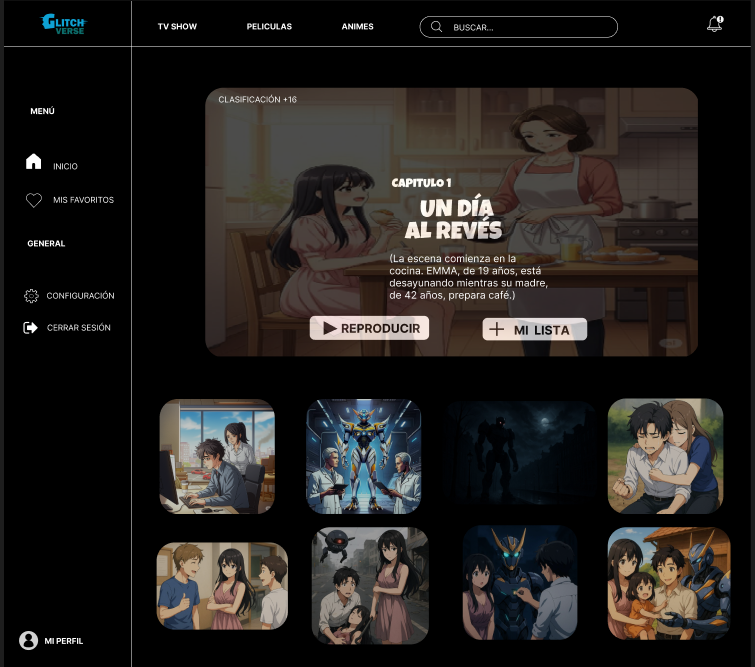 GLITCH
VERSE
TV SHOW
PELICULAS
ANIMES
BUSCAR...
MENÚ
INICIO
MIS FAVORITOS
GENERAL
CONFIGURACIÓN
CERRAR SESIÓN
MI PERFIL
CLASIFICACIÓN +16
CAPITULO 1
UN DÍA
AL REVÉS
(La escena comienza en la
cocina. EMMA, de 19 años, está
desayunando mientras su madre,
de 42 años, prepara café.)
REPRODUCIR
MI LISTA